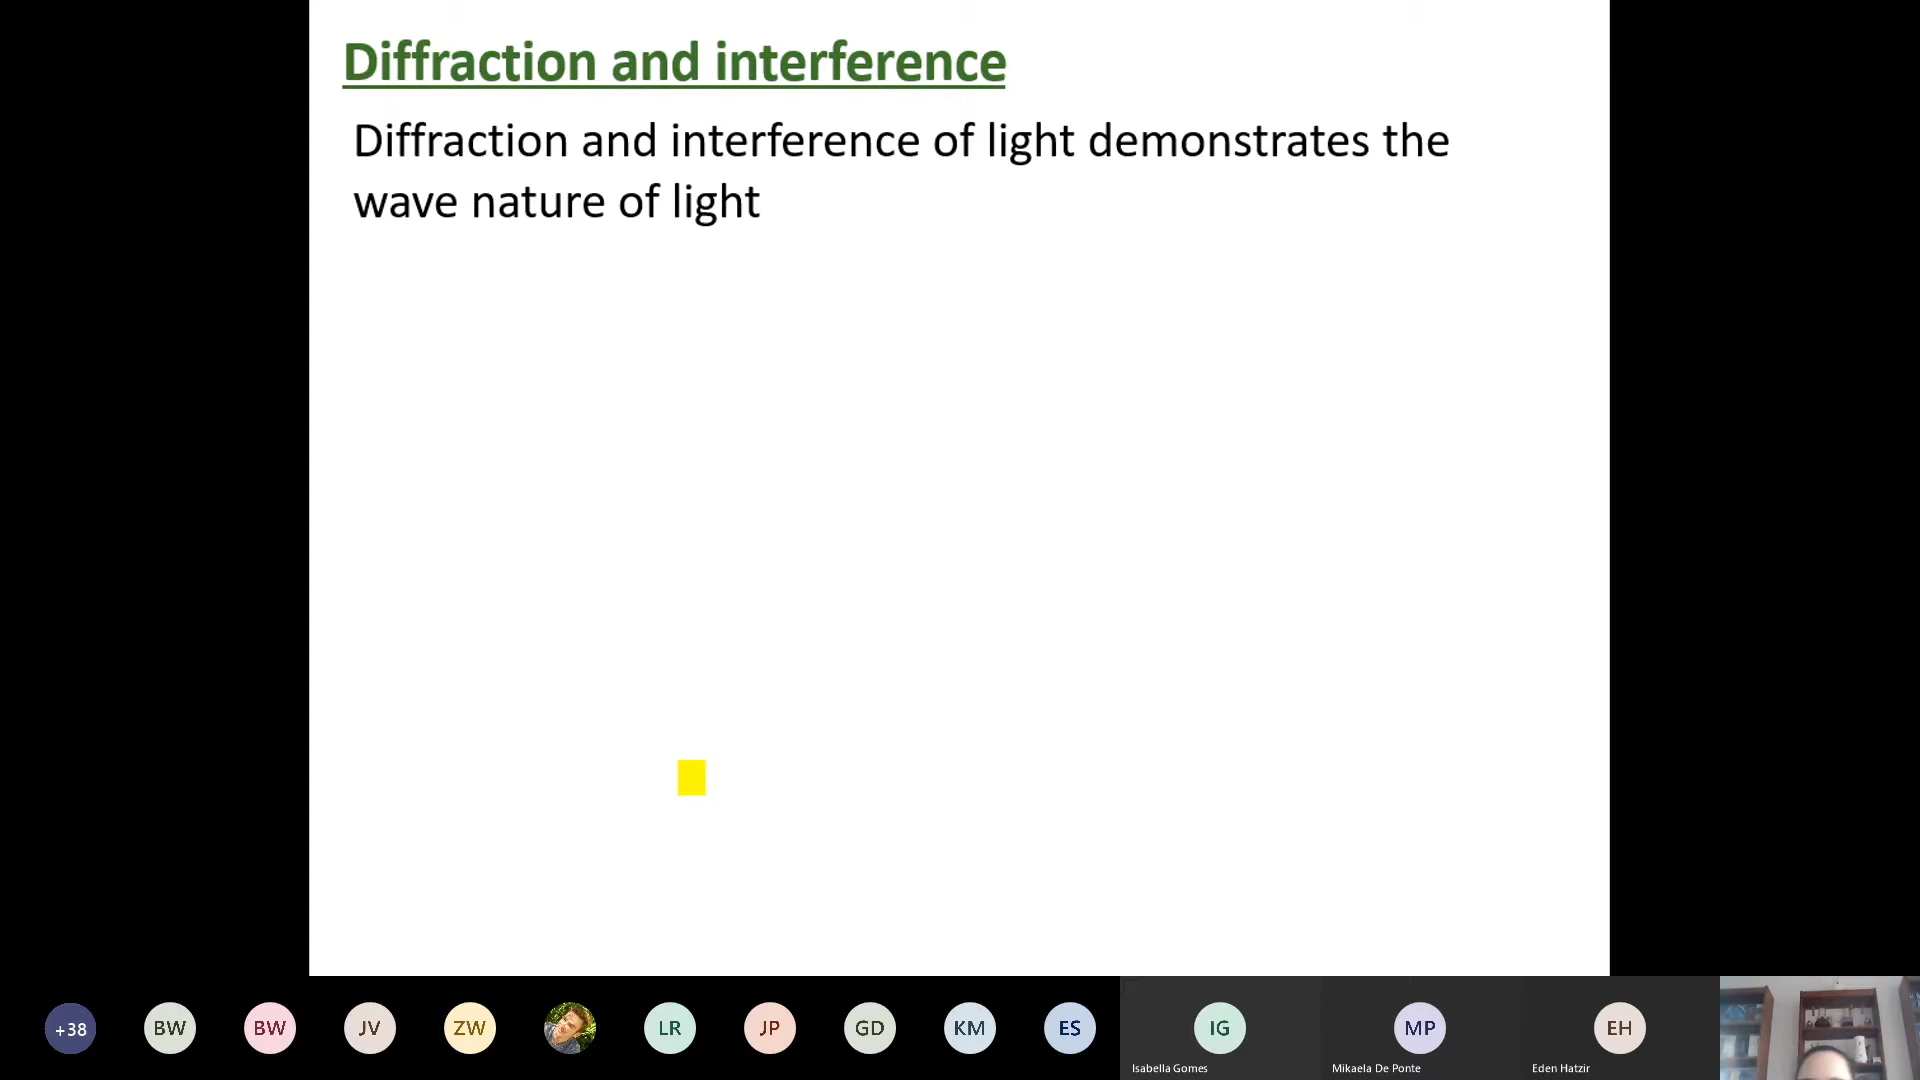 Diffraction and interference
Diffraction and interference of light demonstrates the
wave nature of light
+38
BW
BW
JV
ZW
LR
JP
GD
KM
ES
IG
MP
EH
Isabella Gomes
Mikaela De Ponte
Eden Hatzir